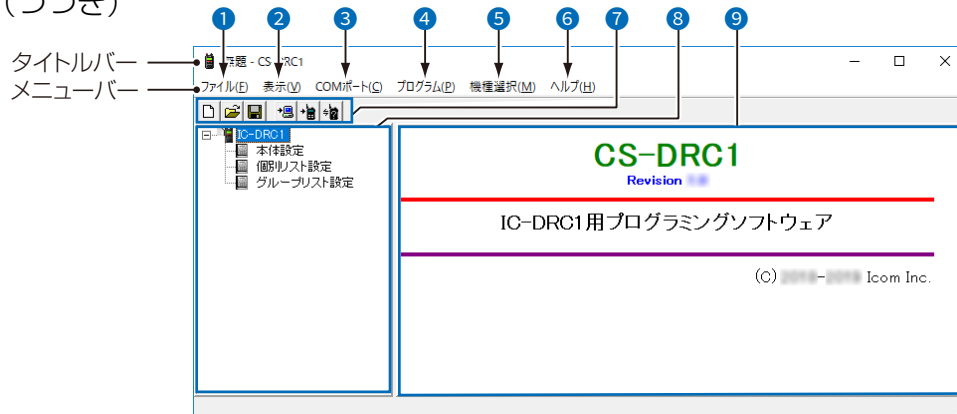 (つづき)
1 2 3 4 5 6 7 8 9
タイトルバー
無題 - CS-DRC1
メニューバー
ファイル(F) 表示(V) COMポート(C) プログラム(P) 機種選択(M) ヘルプ(H)
IC-DRC1
本体設定
個別リスト設定
グループリスト設定
CS-DRC1
Revision
IC-DRC1用プログラミングソフトウェア
(C) - Icom Inc.